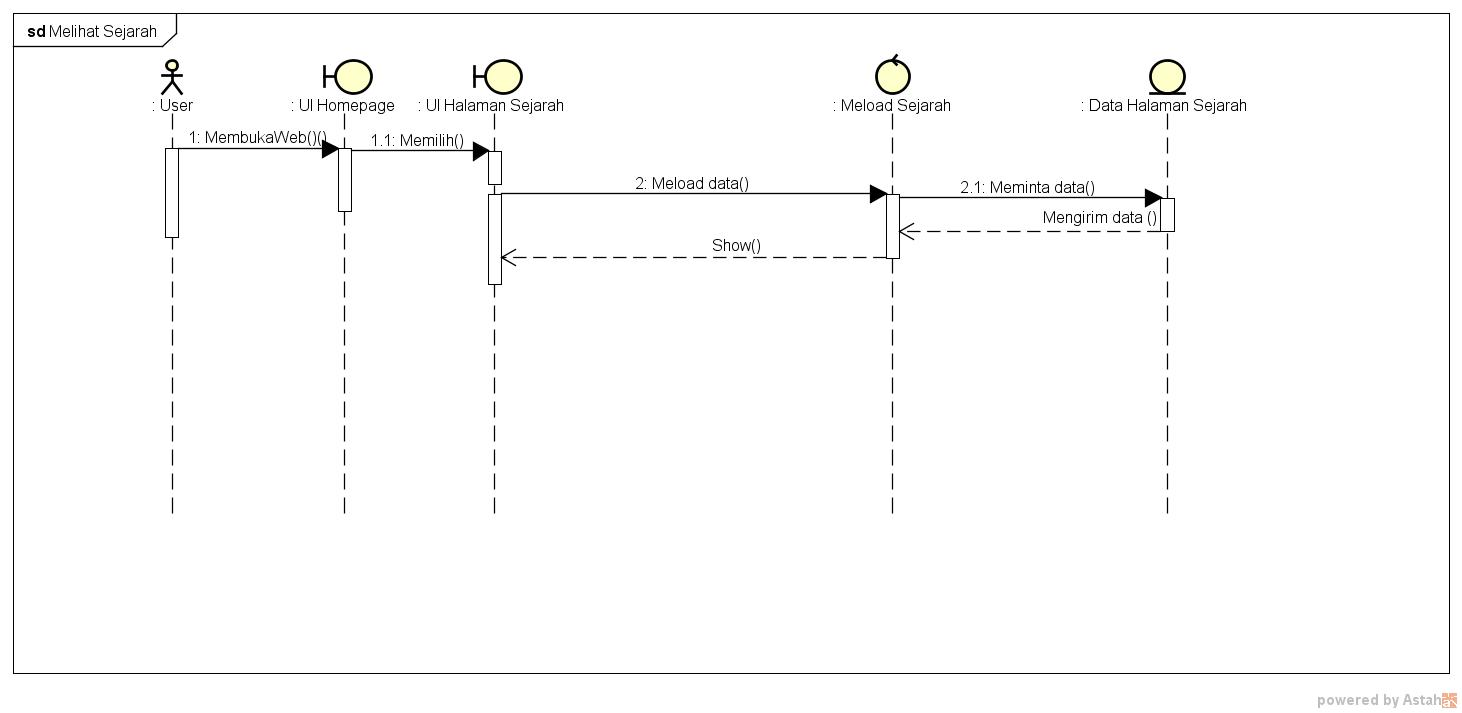 sd Melihat Sejarah
: User
: UI Homepage
: UI Halaman Sejarah
: Meload Sejarah
: Data Halaman Sejarah
1: MembukaWeb()()
1.1: Memilih()
2: Meload data()
2.1: Meminta data()
Mengirim data ()
Show()
powered by Astah